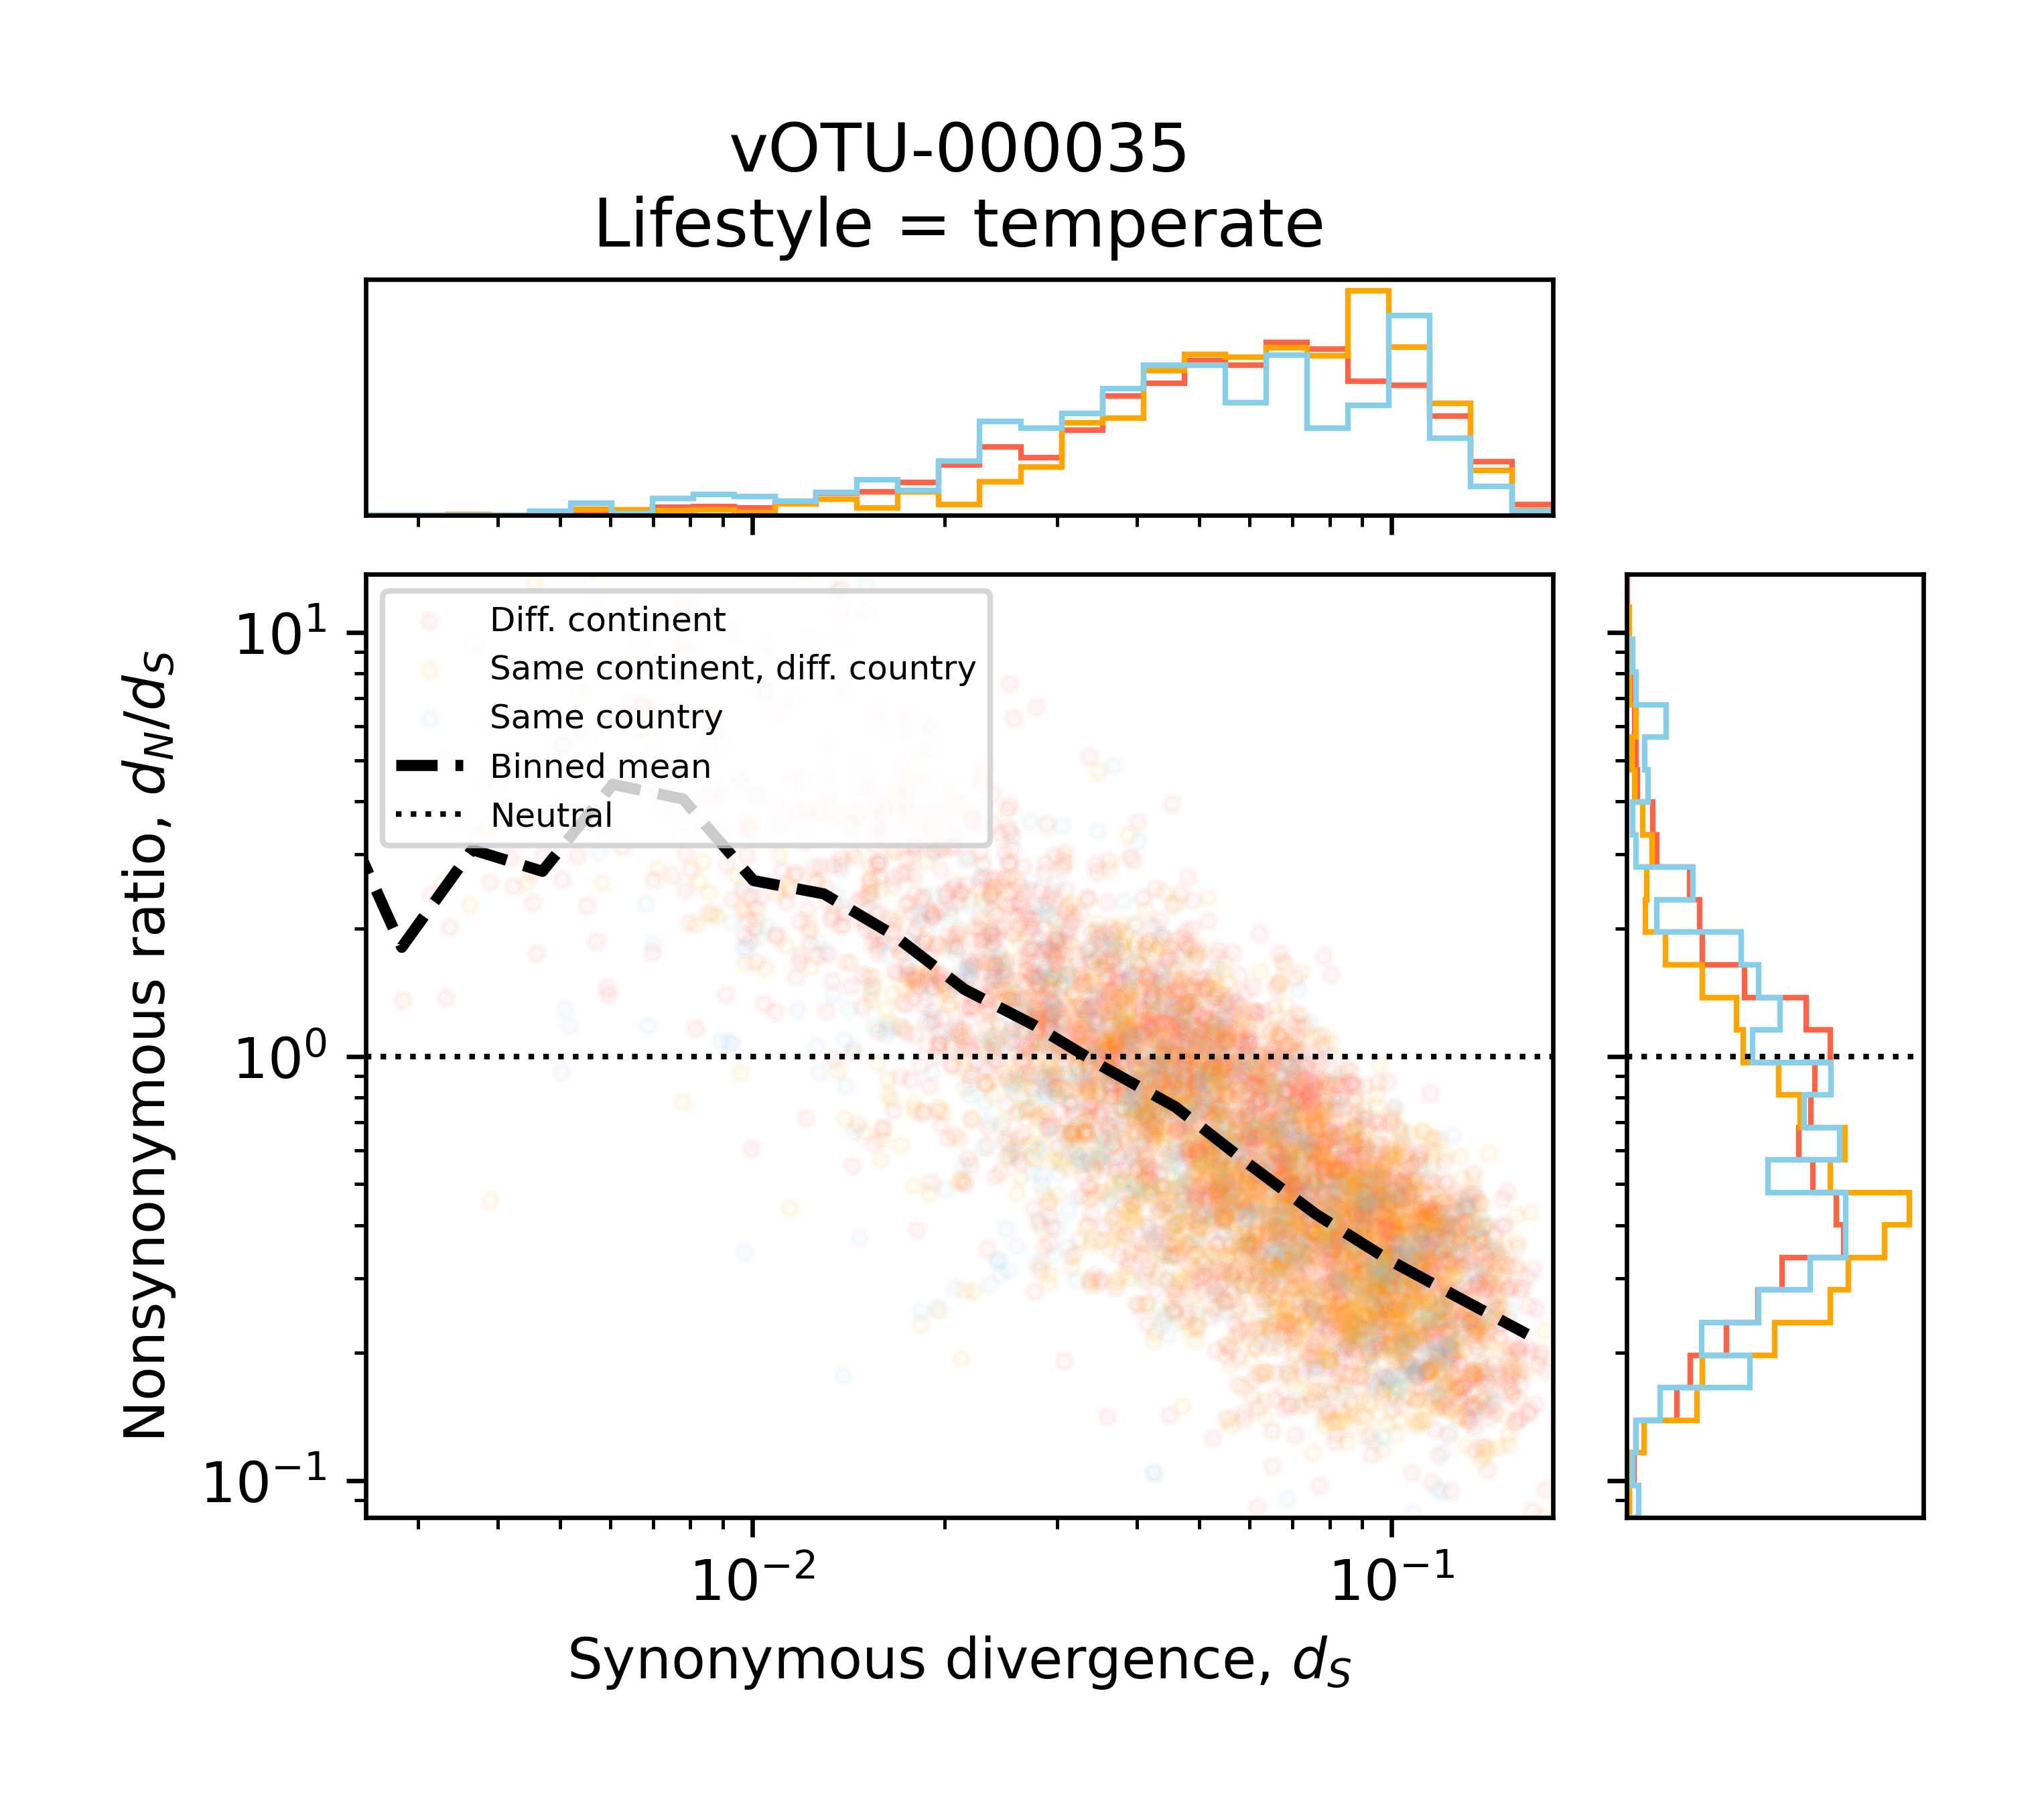 vOTU-000035
Lifestyle = temperate
Diff. continent
Same continent, diff. country
Same country
Binned mean
Neutral
Nonsynonymous ratio, $d_N/d_S$
$10^1$
$10^0$
$10^{-1}$
$10^{-2}$
$10^{-1}$
Synonymous divergence, $d_S$